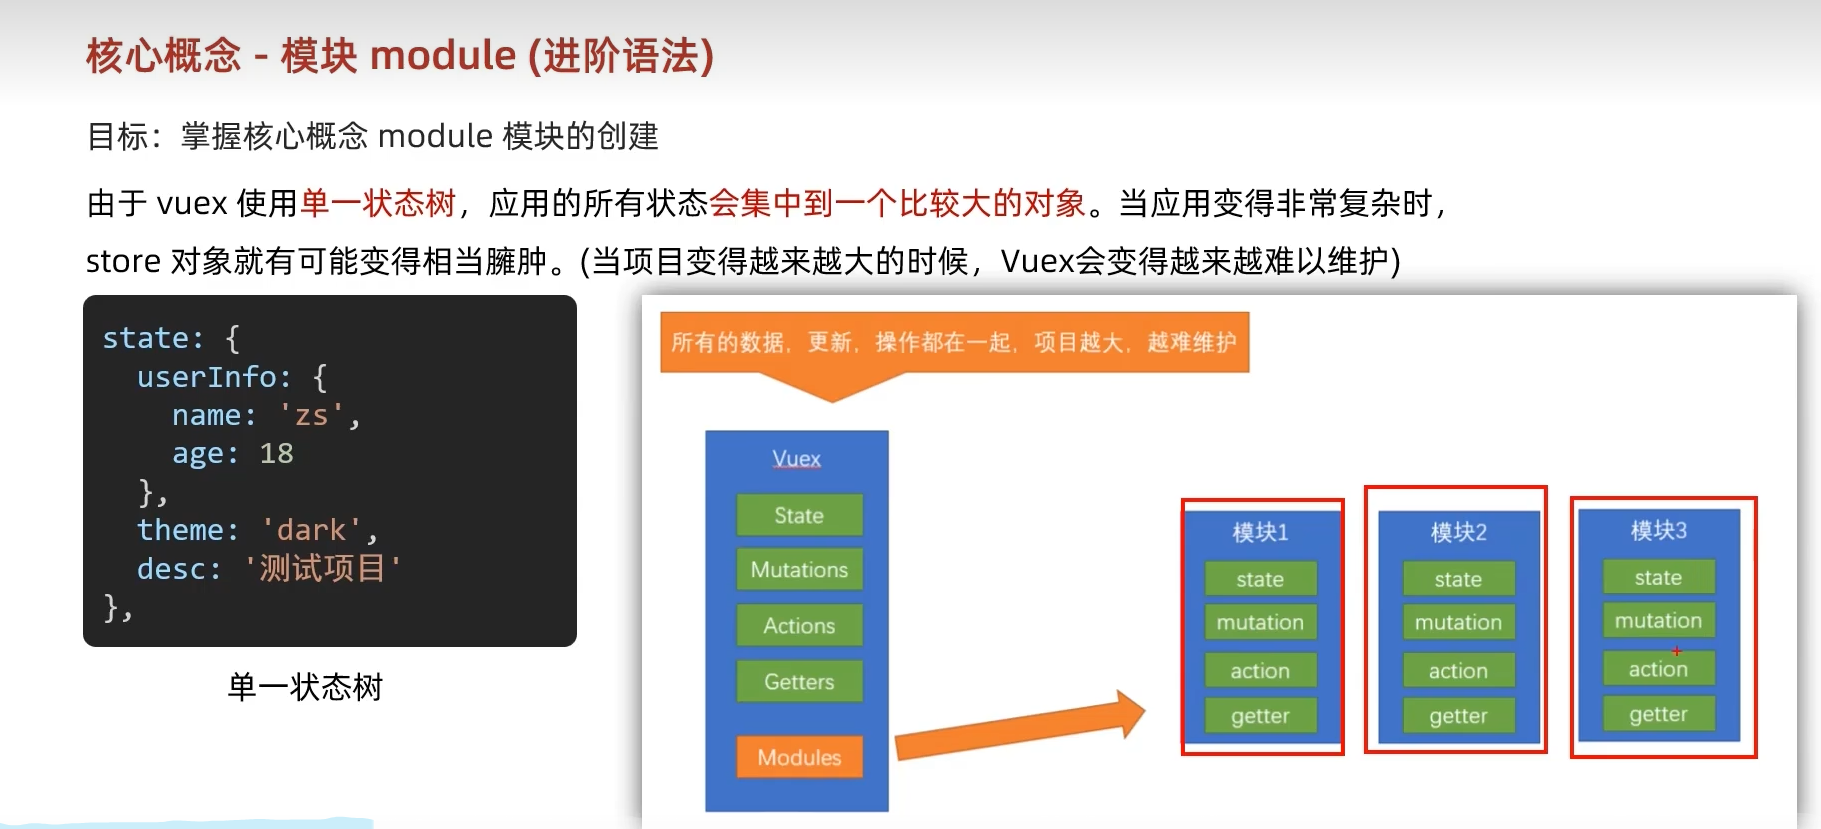 核心概念 - 模块 module (进阶语法)
目标：掌握核心概念 module 模块的创建
由于 vuex 使用单一状态树，应用的所有状态会集中到一个比较大的对象。当应用变得非常复杂时，
store 对象就有可能变得相当臃肿。(当项目变得越来越大的时候，Vuex会变得越来越难以维护)
state: {
  userInfo: {
    name: 'zs',
    age: 18
  },
  theme: 'dark',
  desc: '测试项目'
},
单一状态树
所有的数据，更新，操作都在一起，项目越大，越难维护
Vuex
State
Mutations
Actions
Getters
Modules
模块1
state
mutation
action
getter
模块2
state
mutation
action
getter
模块3
state
mutation
action
getter